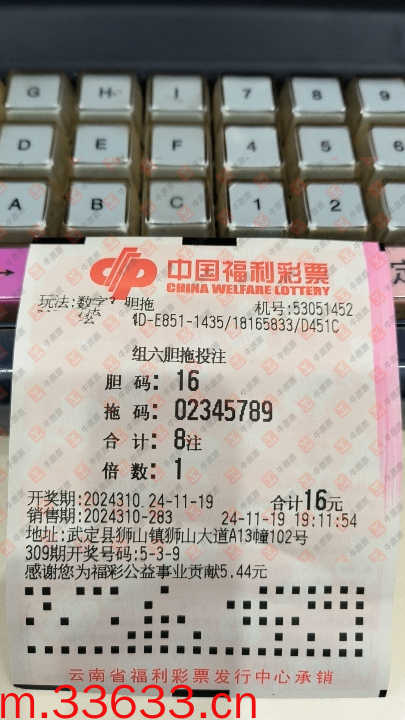 G H I 7 8 9
D E F 4 5 6
A B C 1 2
中国福利彩票
CHINA WELFARE LOTTERY
玩法:数字 胆拖
机号:53051452
D-E851-1435/18165833/D451C
组六胆拖投注
胆 码: 16
拖 码: 02345789
合 计: 8注
倍 数: 1
开奖期:2024310 24-11-19 合计16元
销售期:2024310-283 24-11-19 19:11:54
地址:武定县狮山镇狮山大道A13幢102号
309期开奖号码:5-3-9
感谢您为福彩公益事业贡献5.44元
云南省福利彩票发行中心承销
m.33633.cn